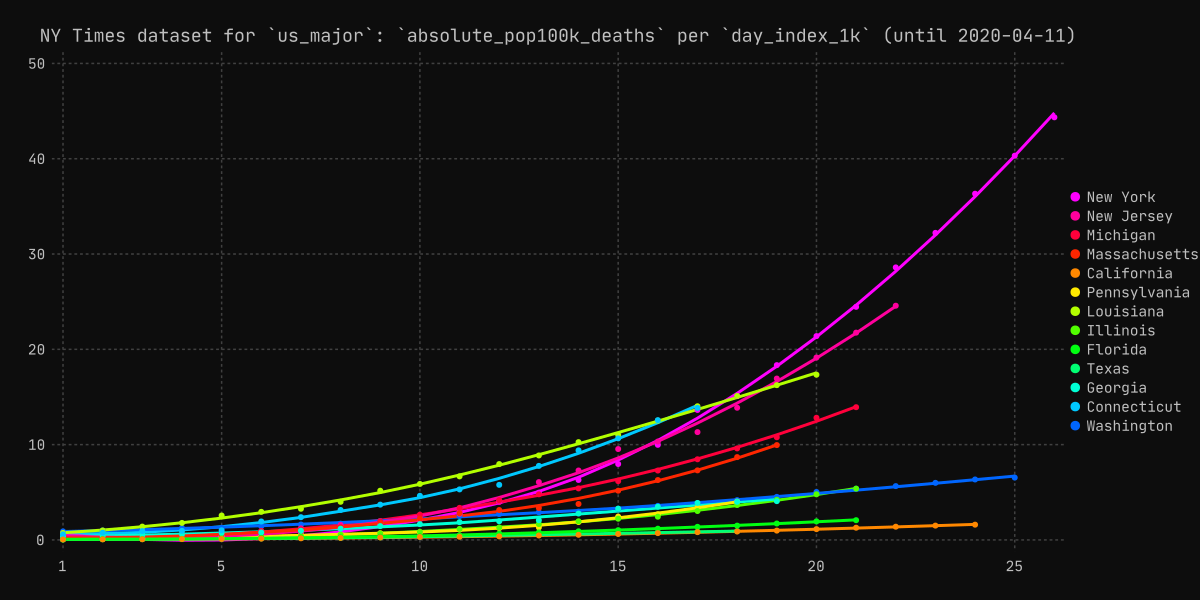 NY Times dataset for `us_major`: `absolute_pop100k_deaths` per `day_index_1k` (until 2020-04-11)
50
40
30
20
10
0
1
5
10
15
20
25
New York
New Jersey
Michigan
Massachusetts
California
Pennsylvania
Louisiana
Illinois
Florida
Texas
Georgia
Connecticut
Washington